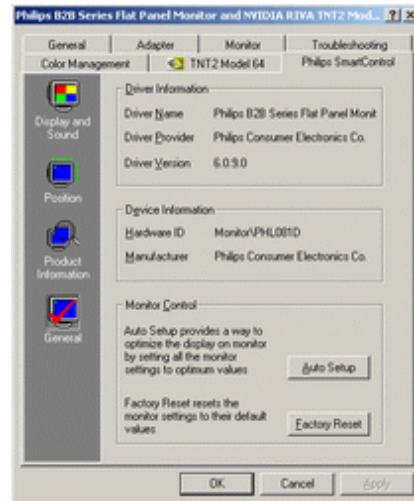 Philips B2B Series Flat Panel Monitor and NVIDIA RIVA TNT2 Mod...
General
Adapter
Monitor
Troubleshooting
Color Management
TNT2 Model 64
Philips SmartControl
Display and
Sound
Position
Product
Information
General
Driver Information
Driver Name Philips B2B Series Flat Panel Monit
Driver Provider Philips Consumer Electronics Co.
Driver Version 6.0.9.0
Device Information
Hardware ID Monitor\PHL081D
Manufacturer Philips Consumer Electronics Co.
Monitor Control
Auto Setup provides a way to
optimize the display on monitor
by setting all the monitor
settings to optimum values
Auto Setup
Factory Reset resets the
monitor settings to their default
values
Factory Reset
OK
Cancel
Apply